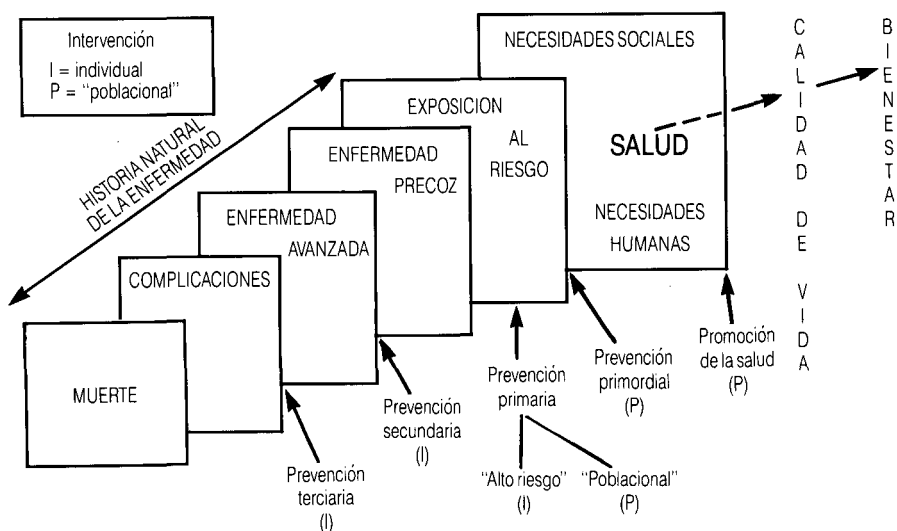 Intervención
I = individual
P = "poblacional"
HISTORIA NATURAL
DE LA ENFERMEDAD
NECESIDADES SOCIALES
SALUD
NECESIDADES
HUMANAS
EXPOSICION
AL
RIESGO
ENFERMEDAD
PRECOZ
ENFERMEDAD
AVANZADA
COMPLICACIONES
MUERTE
Prevención
terciaria
(I)
Prevención
secundaria
(I)
Prevención
primaria
"Alto riesgo"
(I)
"Poblacional"
(P)
Prevención
primordial
(P)
Promoción
de la salud
(P)
CALIDAD DE VIDA
BIENESTAR